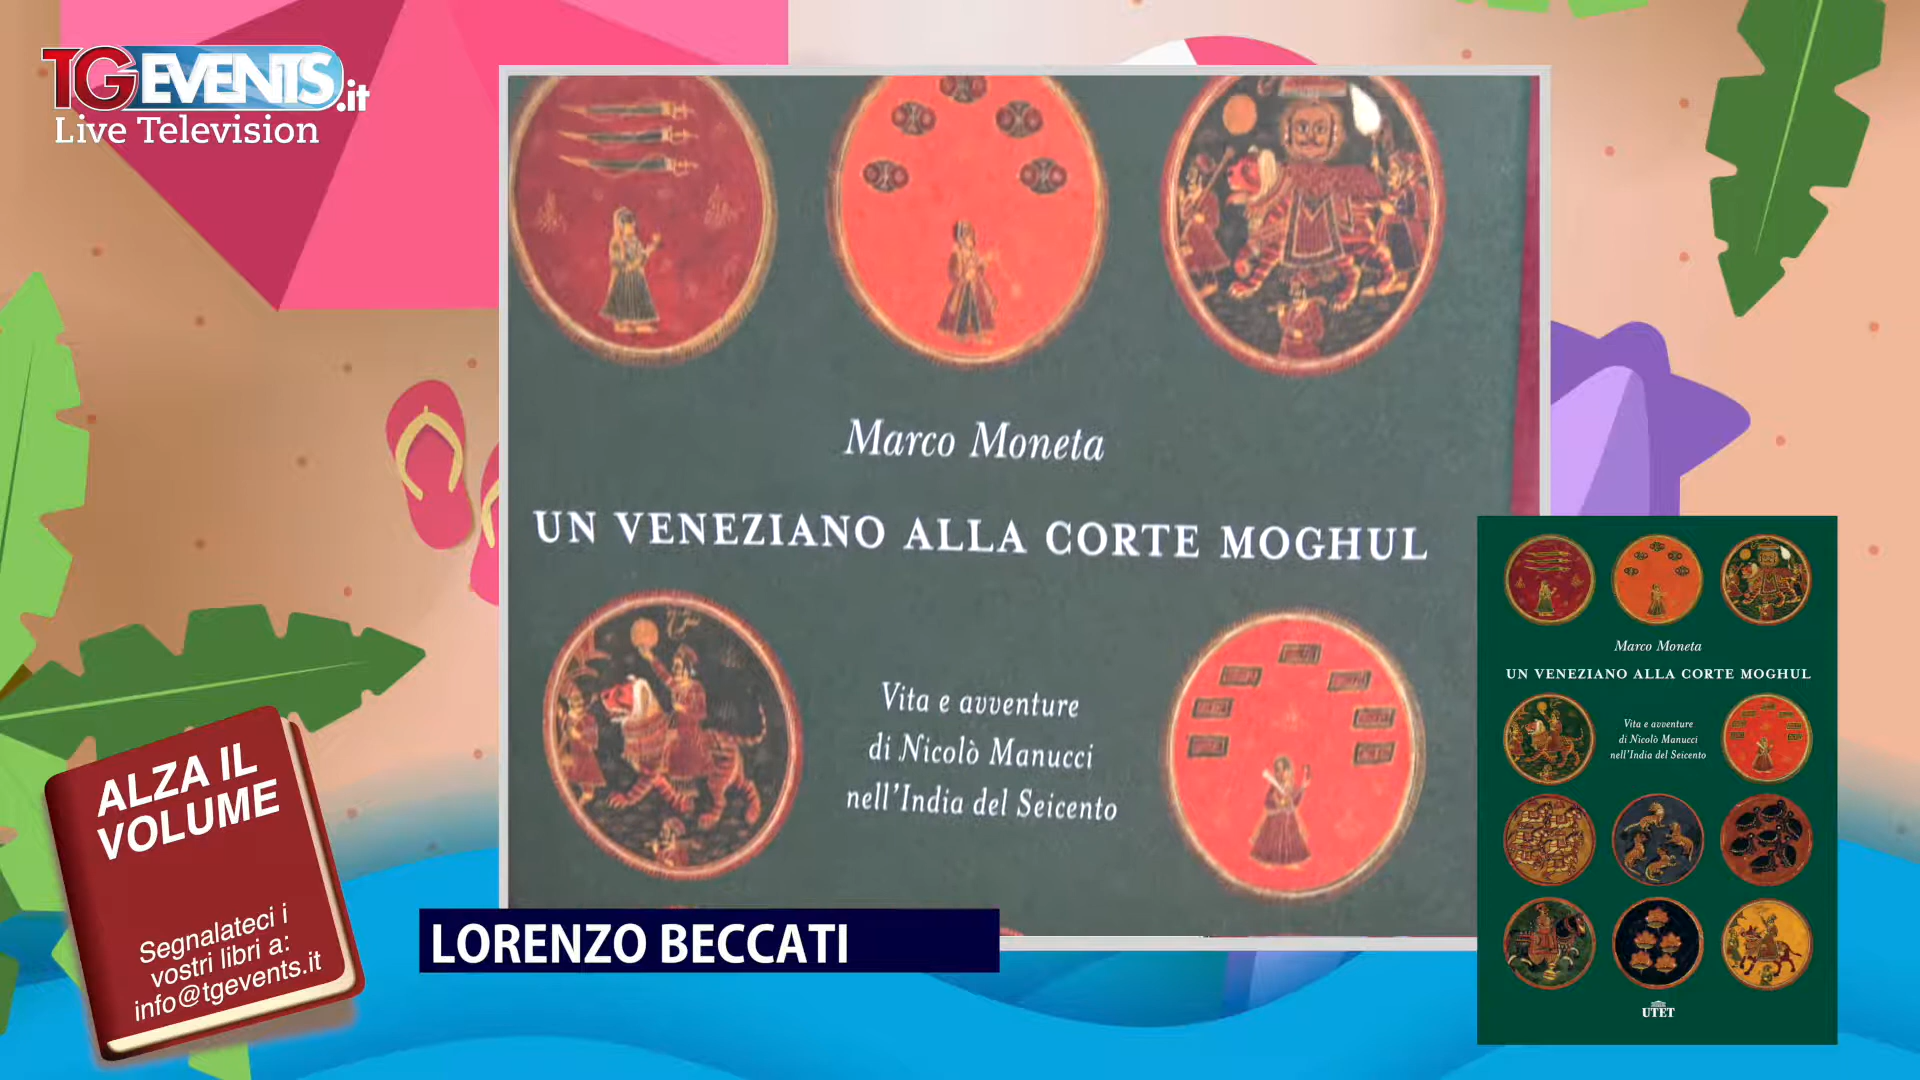 TGEVENTS.it
Live Television
Marco Moneta
UN VENEZIANO ALLA CORTE MOGHUL
Vita e avventure
di Nicolò Manucci
nell'India del Seicento
ALZA IL
VOLUME
Segnalateci i
vostri libri a:
info@tgevents.it
LORENZO BECCATI
Marco Moneta
UN VENEZIANO ALLA CORTE MOGHUL
Vita e avventure
di Nicolò Manucci
nell'India del Seicento
UTET